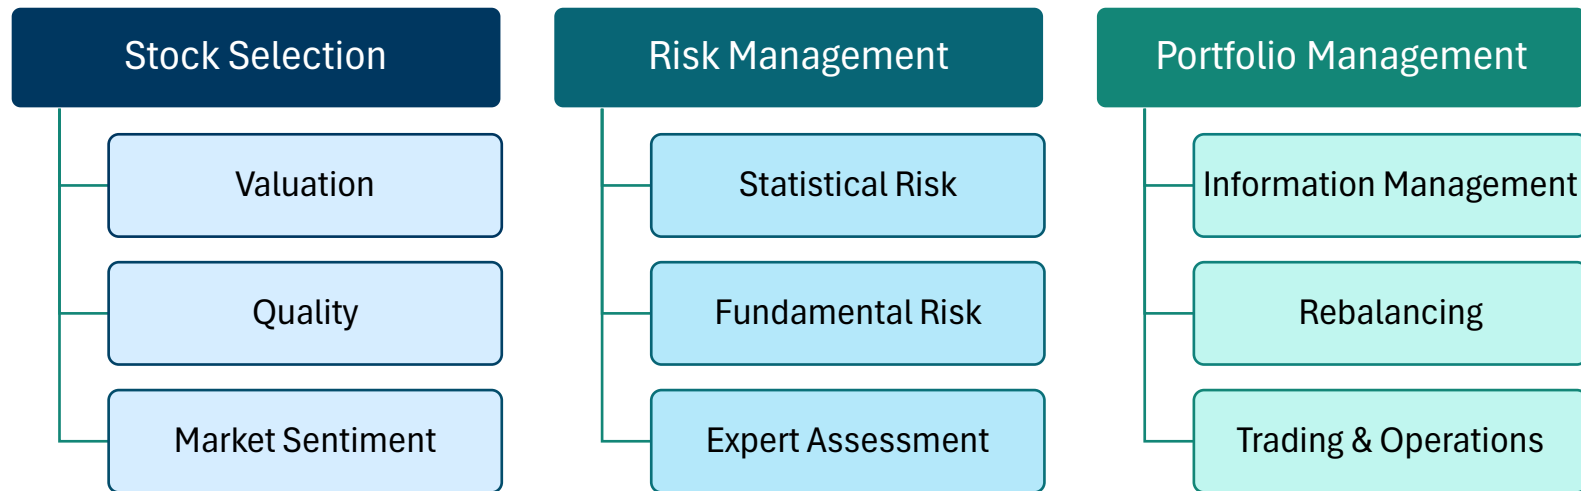 Stock Selection
Valuation
Quality
Market Sentiment
Risk Management
Statistical Risk
Fundamental Risk
Expert Assessment
Portfolio Management
Information Management
Rebalancing
Trading & Operations